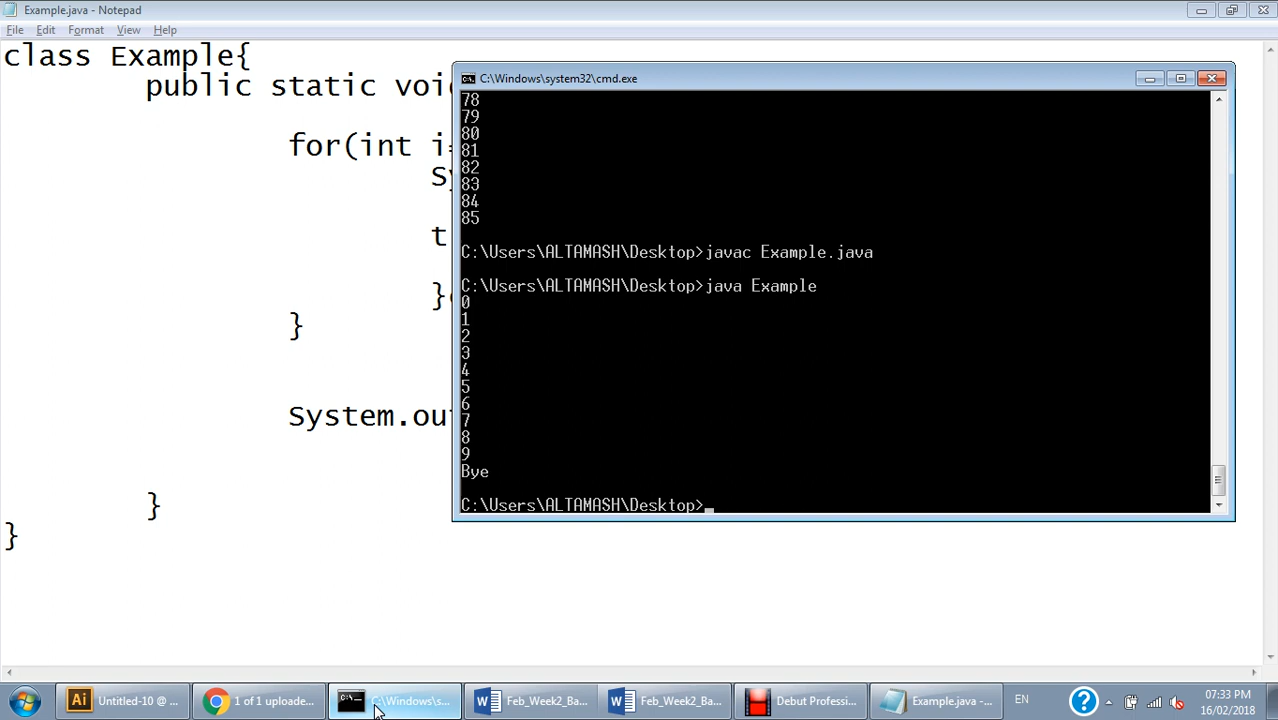 Example.java - Notepad
File Edit Format View Help
class Example{
public static voi
for(int i=
Sy
t
}
}
System.out
}
}
C:\Windows\system32\cmd.exe
78
79
80
81
82
83
84
85
C:\Users\ALTAMASH\Desktop>javac Example.java
C:\Users\ALTAMASH\Desktop>java Example
0
1
2
3
4
5
6
7
8
9
Bye
C:\Users\ALTAMASH\Desktop>
Ai Untitled-10 @ ... 1 of 1 uploade... C:\Windows\s... Feb_Week2_Ba... Feb_Week2_Ba... Debut Professi... Example.java -... EN 07:33 PM
16/02/2018